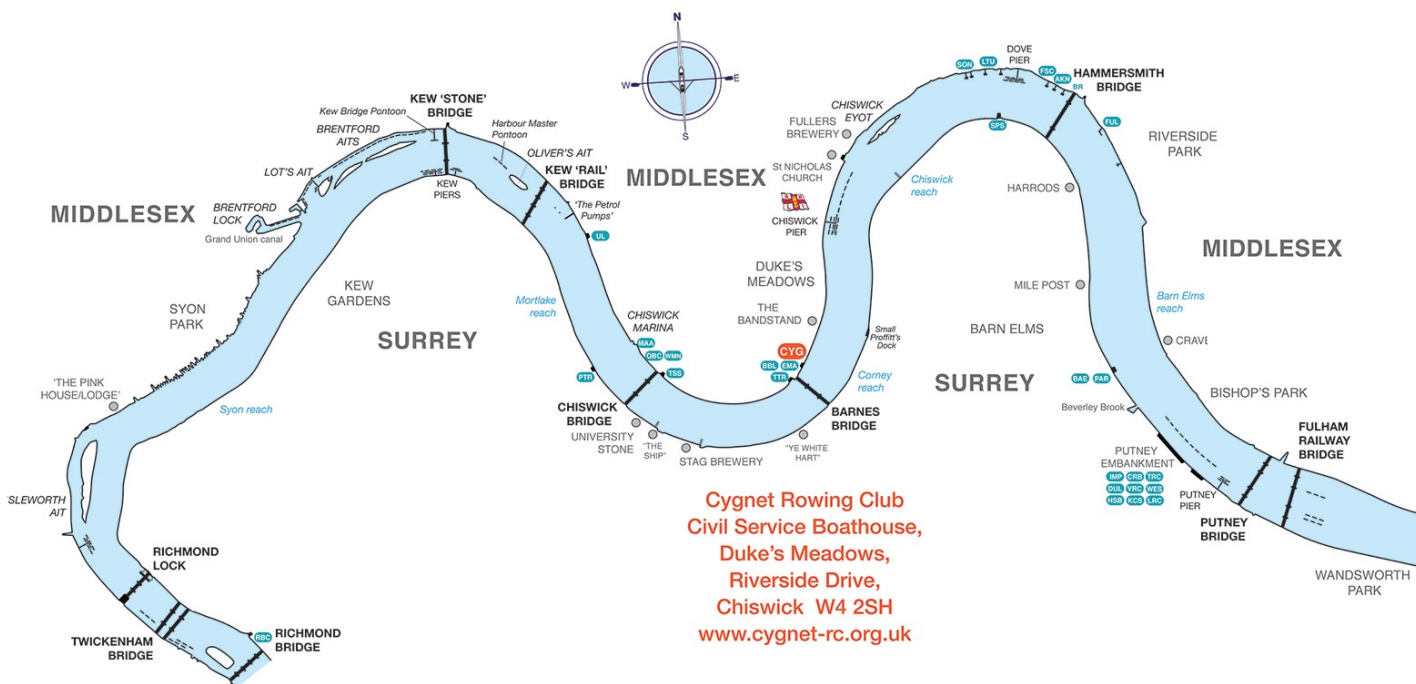 N
W
E
S
KEW ‘STONE’
BRIDGE
Kew Bridge Pontoon
Harbour Master
Pontoon
BRENTFORD
AITS
OLIVER'S AIT
LOT'S AIT
KEW ‘RAIL’
BRIDGE
KEW
PIERS
MIDDLESEX
BRENTFORD
LOCK
Grand Union canal
‘The Petrol
Pumps’
UL
SYON
PARK
KEW
GARDENS
Mortlake
reach
SURREY
‘THE PINK
HOUSE/LODGE’
Syon reach
SLEWORTH
AIT
RICHMOND
LOCK
TWICKENHAM
BRIDGE
RBC
RICHMOND
BRIDGE
CHISWICK
MARINA
MAA
QBC
WMN
TSS
PTR
CHISWICK
BRIDGE
UNIVERSITY
STONE
“THE
SHIP”
STAG BREWERY
“YE WHITE
HART”
BARNES
BRIDGE
CYG
BBL
EMA
TTR
Corney
reach
Small
Proffitt's
Dock
THE
BANDSTAND
DUKE'S
MEADOWS
CHISWICK
PIER
MIDDLESEX
St NICHOLAS
CHURCH
FULLERS
BREWERY
CHISWICK
EYOT
Chiswick
reach
SON
LTU
DOVE
PIER
FSC
AKN
BR
HAMMERSMITH
BRIDGE
SPS
FUL
RIVERSIDE
PARK
HARRODS
MIDDLESEX
MILE POST
Barn Elms
reach
BARN ELMS
CRAVE
SURREY
BAE
PAR
Beverley Brook
BISHOP'S PARK
PUTNEY
EMBANKMENT
IMP CRB TRC
DUL VRC WES
HSB KCS LRC
PUTNEY
PIER
PUTNEY
BRIDGE
FULHAM
RAILWAY
BRIDGE
WANDSWORTH
PARK
Cygnet Rowing Club
Civil Service Boathouse,
Duke's Meadows,
Riverside Drive,
Chiswick W4 2SH
www.cygnet-rc.org.uk